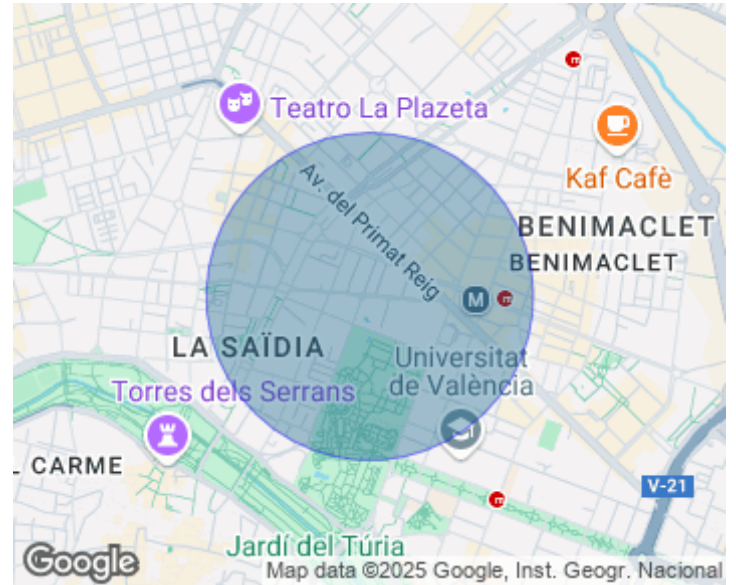 Teatro La Plazeta
Kaf Cafè
Av. del Primat Reig
BENIMACLET
BENIMACLET
M
LA SAÏDIA
Universitat
de València
Torres dels Serrans
L CARME
V-21
Jardí del Túria
Google
Map data ©2025 Google, Inst. Geogr. Nacional